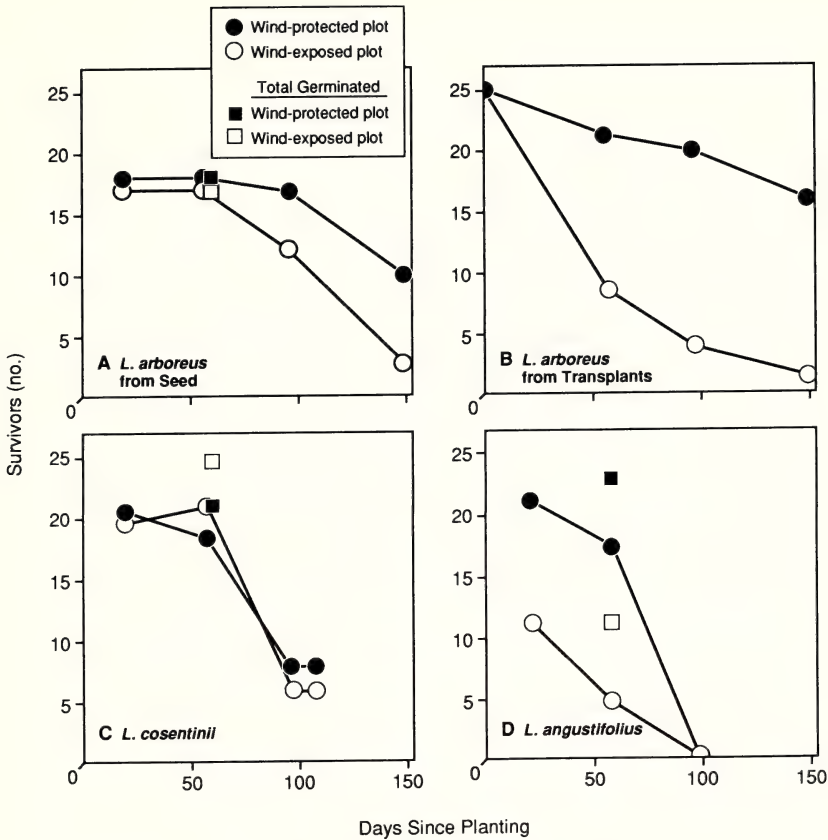 Wind-protected plot
Wind-exposed plot
Total Germinated
Wind-protected plot
Wind-exposed plot
25
20
15
10
5
0
A L. arboreus
from Seed
25
20
15
10
5
0
B L. arboreus
from Transplants
Survivors (no.)
25
20
15
10
5
0
50
100
150
C L. cosentinii
25
20
15
10
5
0
50
100
150
D L. angustifolius
Days Since Planting